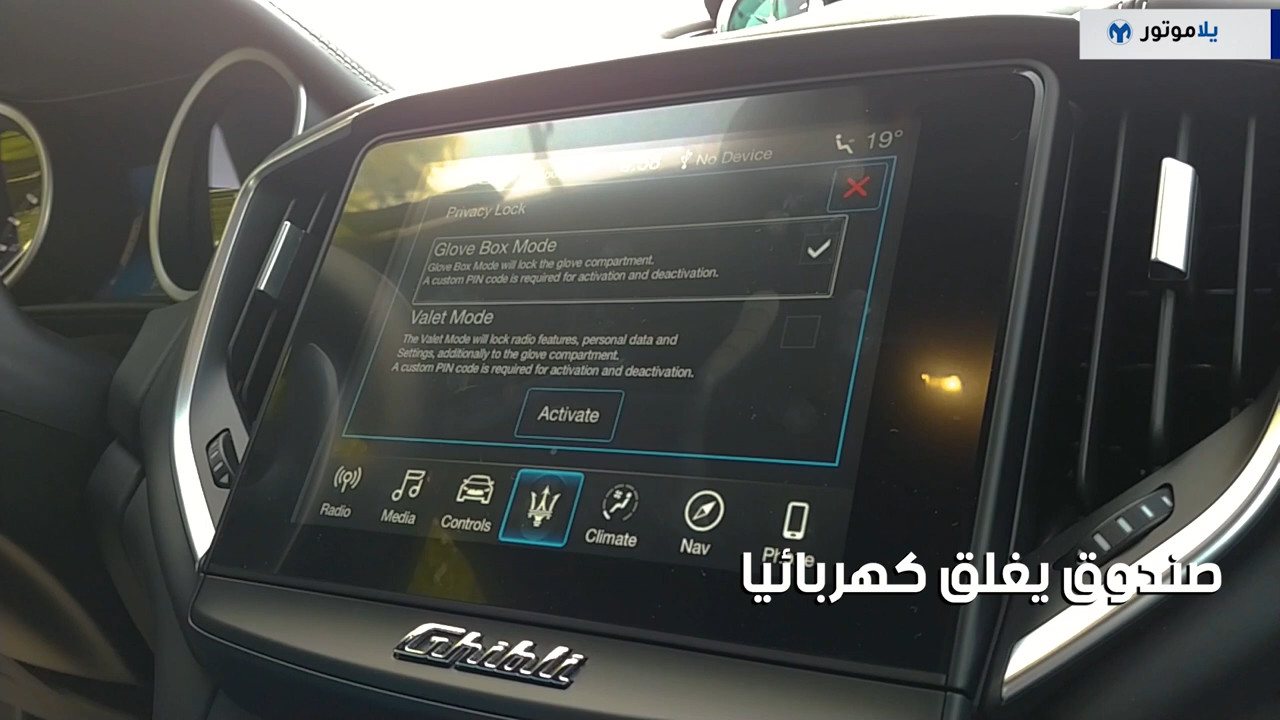 يلاموتور
19°
No Device
Privacy Lock
Glove Box Mode
Glove Box Mode will lock the glove compartment.
A custom PIN code is required for activation and deactivation.
Valet Mode
The Valet Mode will lock radio features, personal data and
Settings, additionally to the glove compartment.
A custom PIN code is required for activation and deactivation.
Activate
Radio
Media
Controls
Climate
Nav
Phone
صندوق يغلق كهربائيا
Ghibli